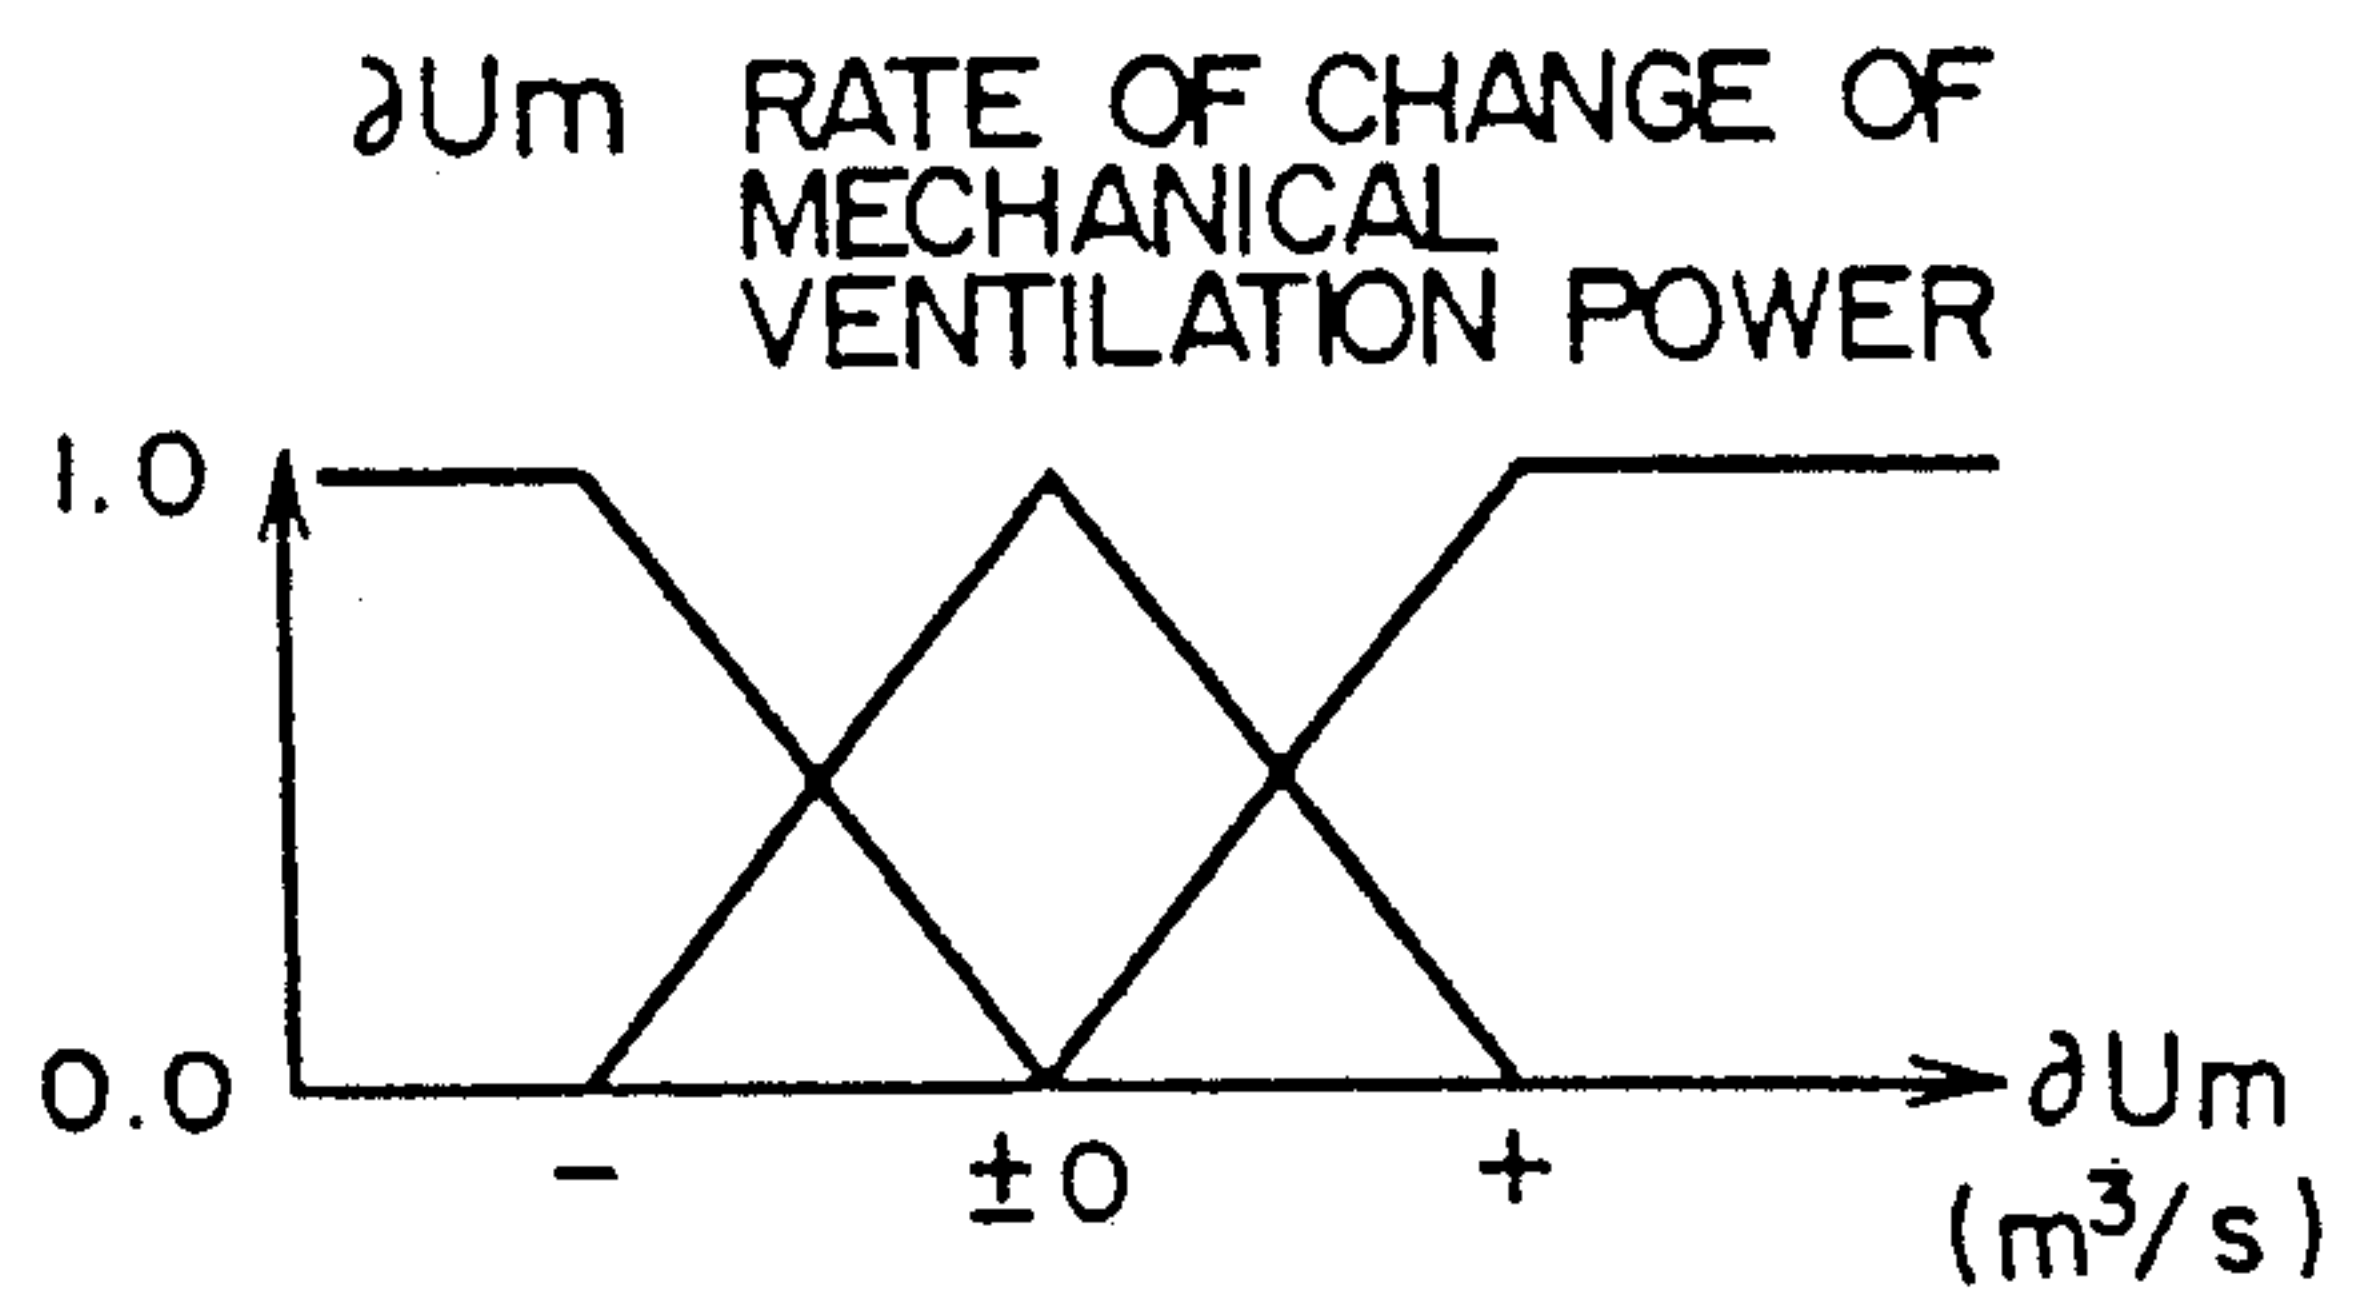 ∂Um RATE OF CHANGE OF
MECHANICAL
VENTILATION POWER
1.0
0.0
∂Um
- ±0 +
(m³/s)